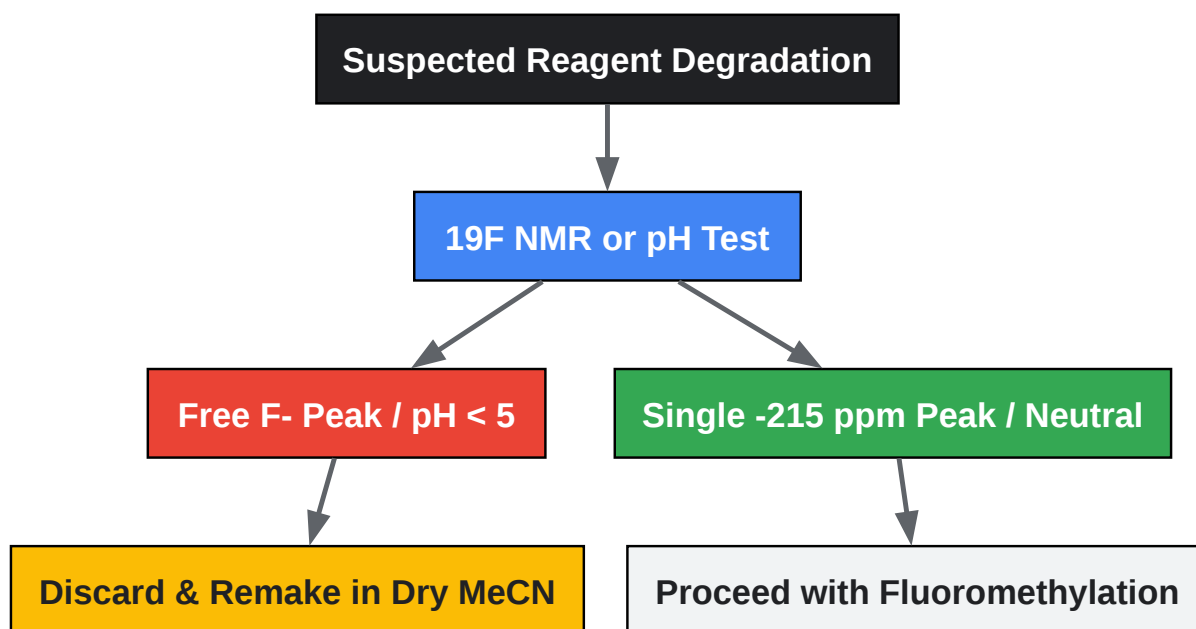 Suspected Reagent Degradation
19F NMR or pH Test
Free F- Peak / pH < 5
Single -215 ppm Peak / Neutral
Discard & Remake in Dry MeCN
Proceed with Fluoromethylation